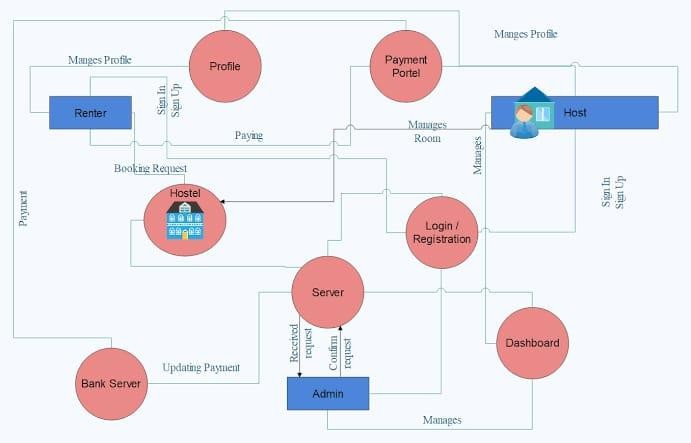 Manges Profile
Manges Profile
Profile
Payment
Portel
Sign In
Sign Up
Renter
Host
Paying
Manages
Room
Manages
Booking Request
Hostel
Sign In
Sign Up
Payment
Login /
Registration
Server
Received
request
Confirm
request
Dashboard
Updating Payment
Bank Server
Admin
Manages